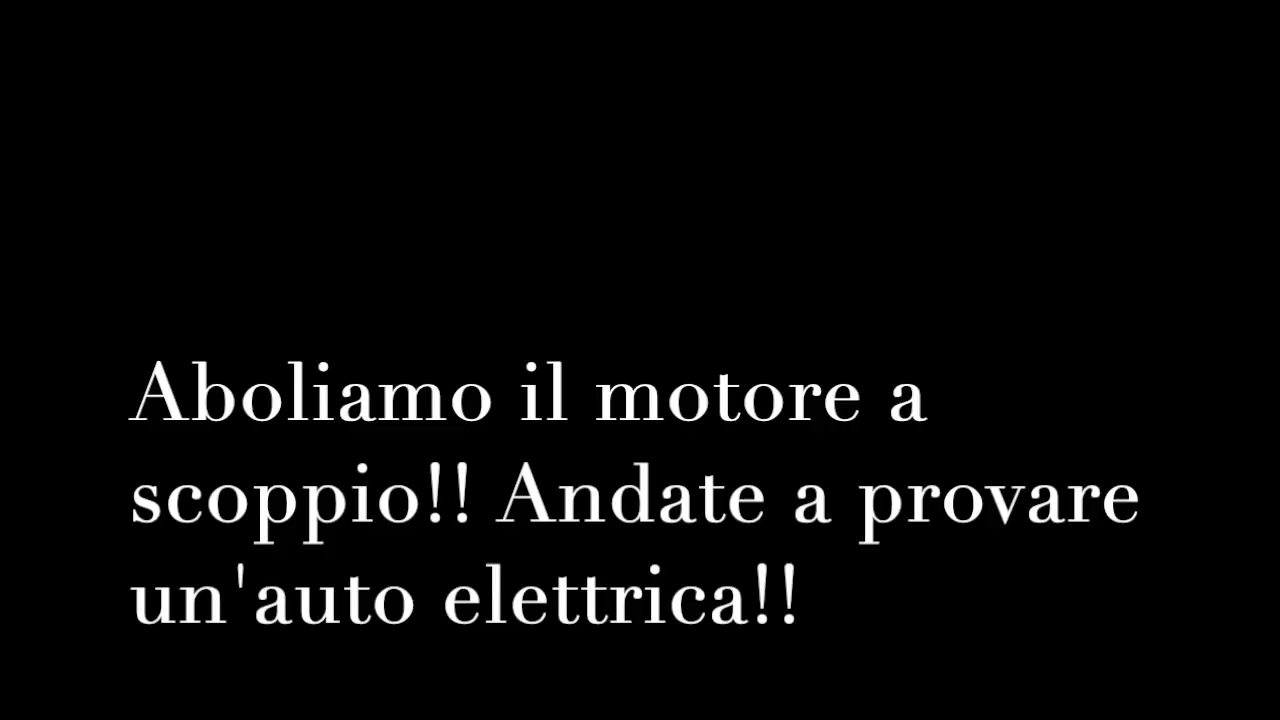 Aboliamo il motore a
scoppio!! Andate a provare
un'auto elettrica!!